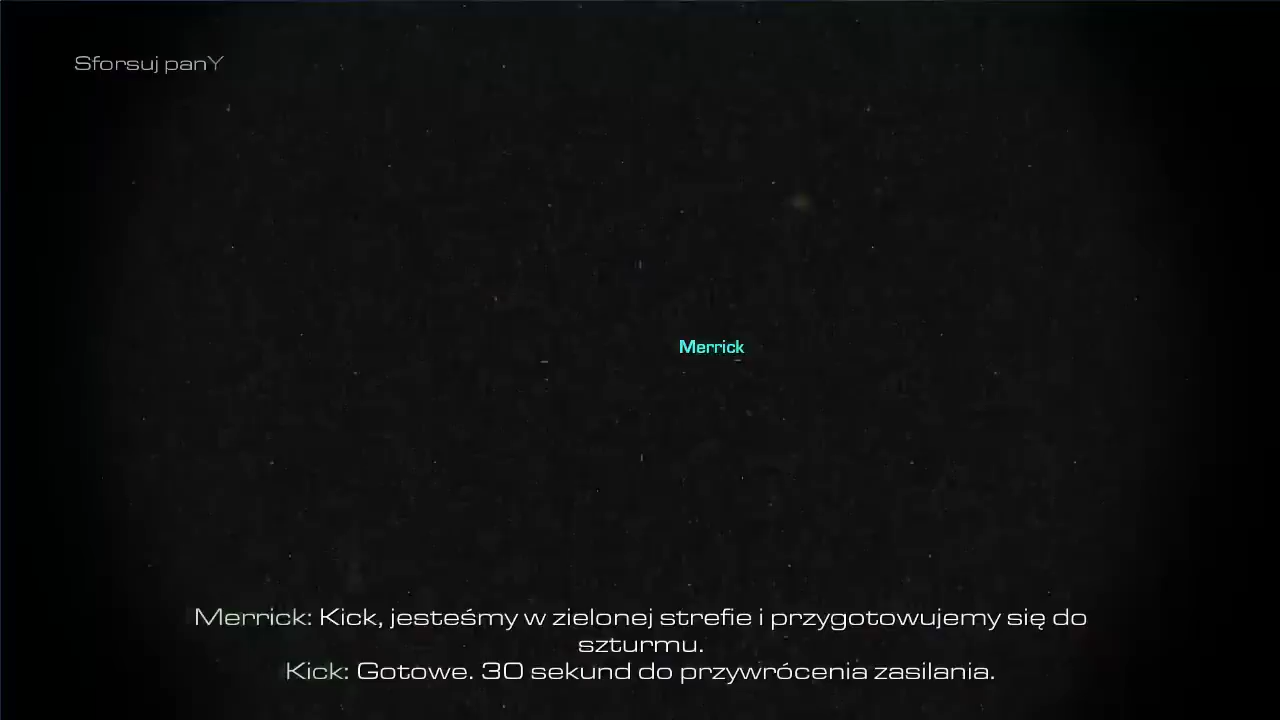 Sforsuj panY
Merrick
Merrick: Kick, jesteśmy w zielonej strefie i przygotowujemy się do
szturmu.
Kick: Gotowe. 30 sekund do przywrócenia zasilania.